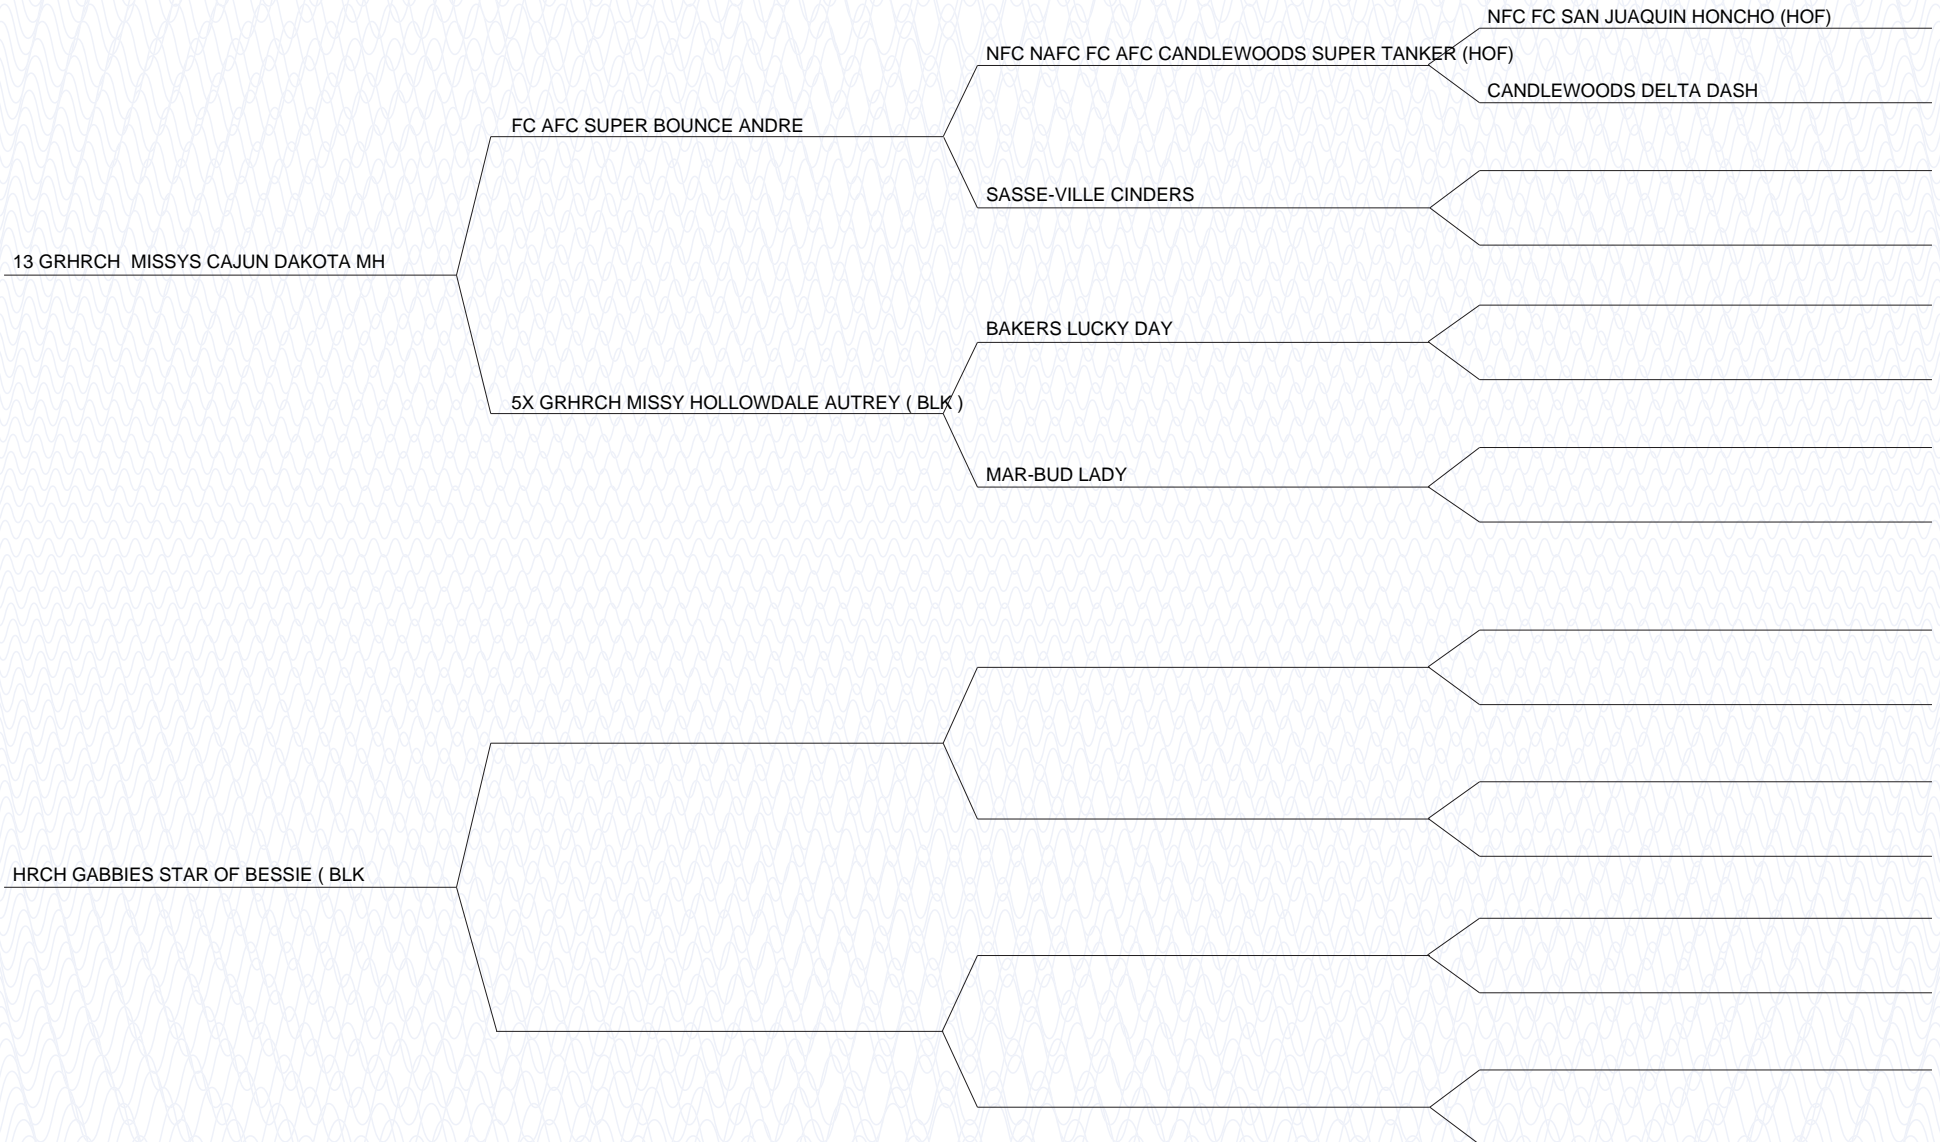 NFC FC SAN JUAQUIN HONCHO (HOF)
NFC NAFC FC AFC CANDLEWOODS SUPER TANKER (HOF)
CANDLEWOODS DELTA DASH
FC AFC SUPER BOUNCE ANDRE
SASSE-VILLE CINDERS
13 GRHRCH  MISSYS CAJUN DAKOTA MH
BAKERS LUCKY DAY
5X GRHRCH MISSY HOLLOWDALE AUTREY ( BLK )
MAR-BUD LADY
HRCH GABBIES STAR OF BESSIE ( BLK